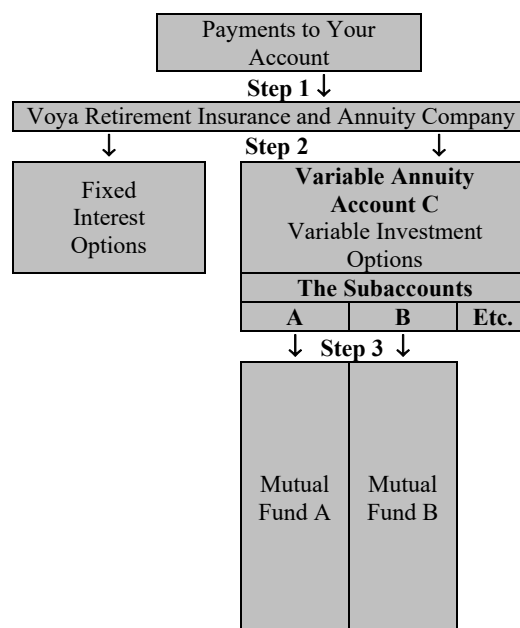 Payments to Your
Account
Step 1 ↓
Voya Retirement Insurance and Annuity Company
↓ Step 2 ↓
Fixed
Interest
Options
Variable Annuity
Account C
Variable Investment
Options
The Subaccounts
A B Etc.
↓ Step 3 ↓
Mutual
Fund A
Mutual
Fund B